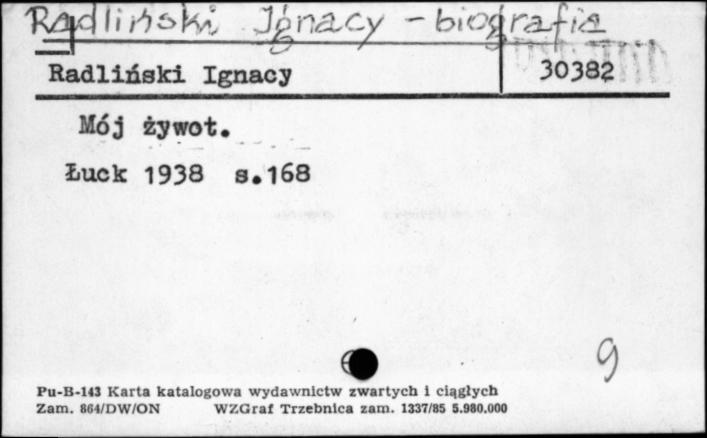 Radliński Ignacy - biografia
Radliński Ignacy 30382
Mój żywot.
Łuck 1938 s.168
9
Pu-B-143 Karta katalogowa wydawnictw zwartych i ciągłych
Zam. 864/DW/ON WZGraf Trzebnica zam. 1337/85 5.980.000